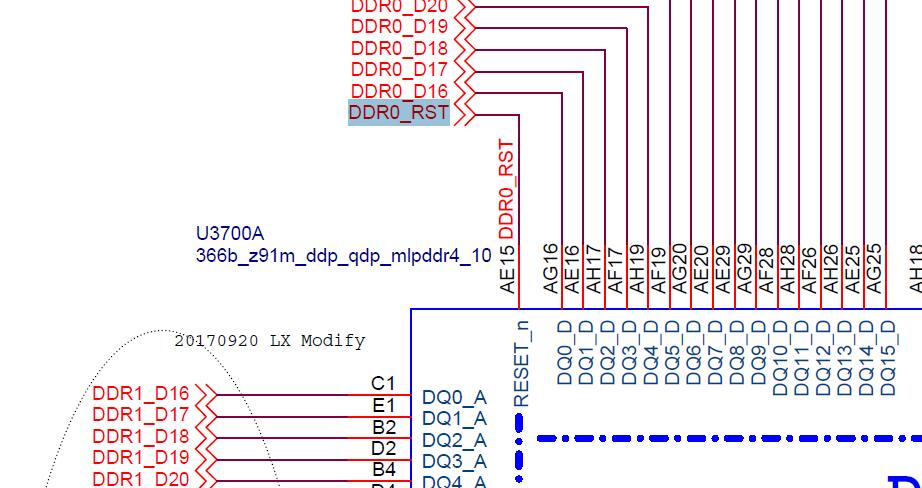 DDR0_D20
DDR0_D19
DDR0_D18
DDR0_D17
DDR0_D16
DDR0_RST
DDR0_RST
U3700A
366b_z91m_ddp_qdp_mlpddr4_10
AE15
AG16
AE16
AH17
AF17
AH19
AF19
AG20
AE20
AE29
AG29
AF28
AH28
AF26
AH26
AE25
AG25
AH18
RESET_n
DQ0_D
DQ1_D
DQ2_D
DQ3_D
DQ4_D
DQ5_D
DQ6_D
DQ7_D
DQ8_D
DQ9_D
DQ10_D
DQ11_D
DQ12_D
DQ13_D
DQ14_D
DQ15_D
20170920 LX Modify
DDR1_D16 C1 DQ0_A
DDR1_D17 E1 DQ1_A
DDR1_D18 B2 DQ2_A
DDR1_D19 D2 DQ3_A
DDR1_D20 B4 DQ4_A